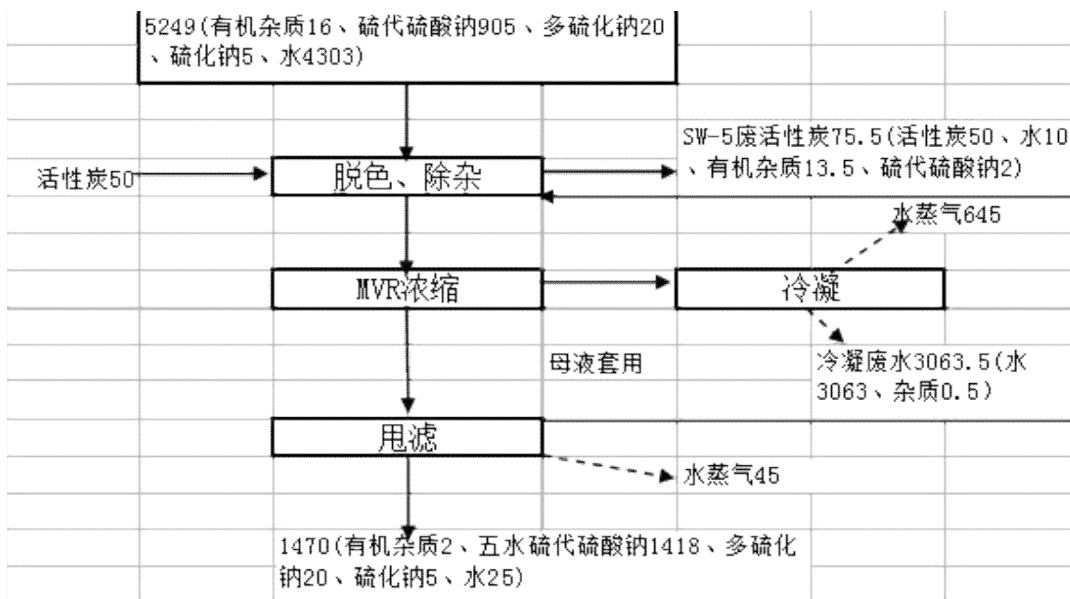 5249(有机杂质16、硫代硫酸钠905、多硫化钠20
、硫化钠5、水4303)
SW-5废活性炭75.5(活性炭50、水10
、有机杂质13.5、硫代硫酸钠2)
活性炭50
脱色、除杂
水蒸气645
MVR浓缩
冷凝
母液套用
冷凝废水3063.5(水
3063、杂质0.5)
甩滤
水蒸气45
1470(有机杂质2、五水硫代硫酸钠1418、多硫化
钠20、硫化钠5、水25)